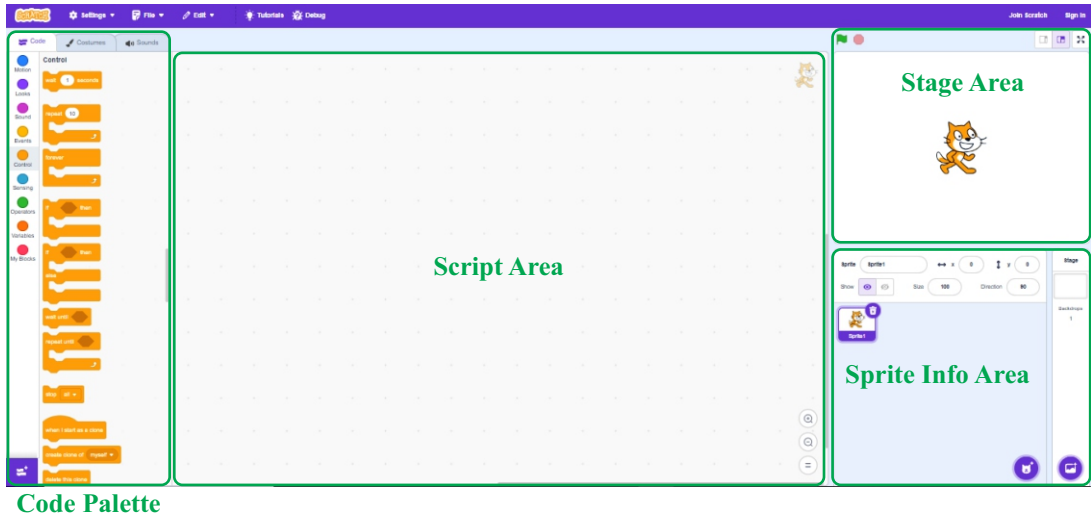 SCRATCH Settings File Edit Tutorials Debug Join Scratch Sign in
Code Costumes Sounds
Motion
Looks
Sound
Events
Control
Sensing
Operators
Variables
My Blocks
Control
wait 1 seconds
repeat 10
forever
if then
if then
else
wait until
repeat until
stop all
when I start as a clone
create clone of myself
delete this clone
Script Area
Stage Area
Sprite Sprite1 x 0 y 0
Show Size 100 Direction 90
Sprite1
Stage
Backdrops
1
Sprite Info Area
Code Palette